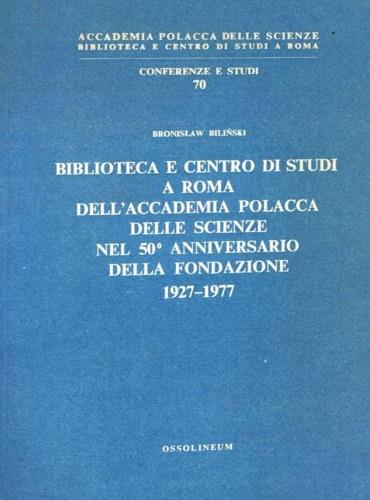 ACCADEMIA POLACCA DELLE SCIENZE
BIBLIOTECA E CENTRO DI STUDI A ROMA
CONFERENZE E STUDI
70
BRONISŁAW BILIŃSKI
BIBLIOTECA E CENTRO DI STUDI
A ROMA
DELL'ACCADEMIA POLACCA
DELLE SCIENZE
NEL 50° ANNIVERSARIO
DELLA FONDAZIONE
1927–1977
OSSOLINEUM